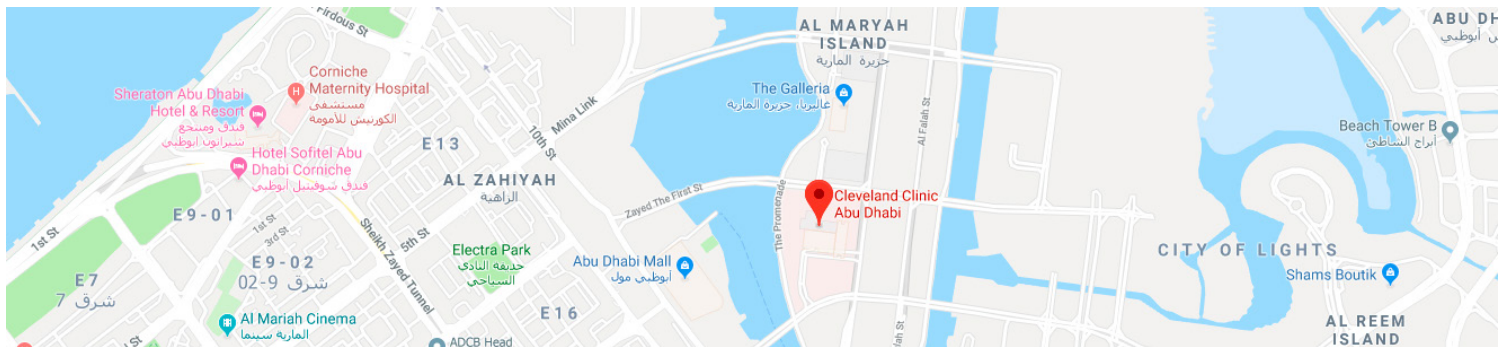 Firdous St
Corniche
Maternity Hospital
مستشفى
الكورنيش للأمومة
Sheraton Abu Dhabi
Hotel & Resort
فندق ومنتجع
شيراتون أبوظبي
Hotel Sofitel Abu
Dhabi Corniche
فندق سوفيتيل أبوظبي
E13
AL ZAHIYAH
الزاهية
10th St
Mina Link
E9-01
1st St
3rd St
1st St
5th St
Sheikh Zayed Tunnel
E9-02
شرق 9-02
E7
شرق 7
Electra Park
حديقة النادي
السياحي
Al Mariah Cinema
المارية سينما
E16
ADCB Head
Abu Dhabi Mall
أبوظبي مول
Zayed The First St
The Promenade
AL MARYAH
ISLAND
جزيرة المارية
The Galleria
غاليريا، جزيرة المارية
Al Falah St
Cleveland Clinic
Abu Dhabi
lah St
CITY OF LIGHTS
ABU DH
أبوظبي
Beach Tower B
أبراج الشاطئ
Shams Boutik
AL REEM
ISLAND